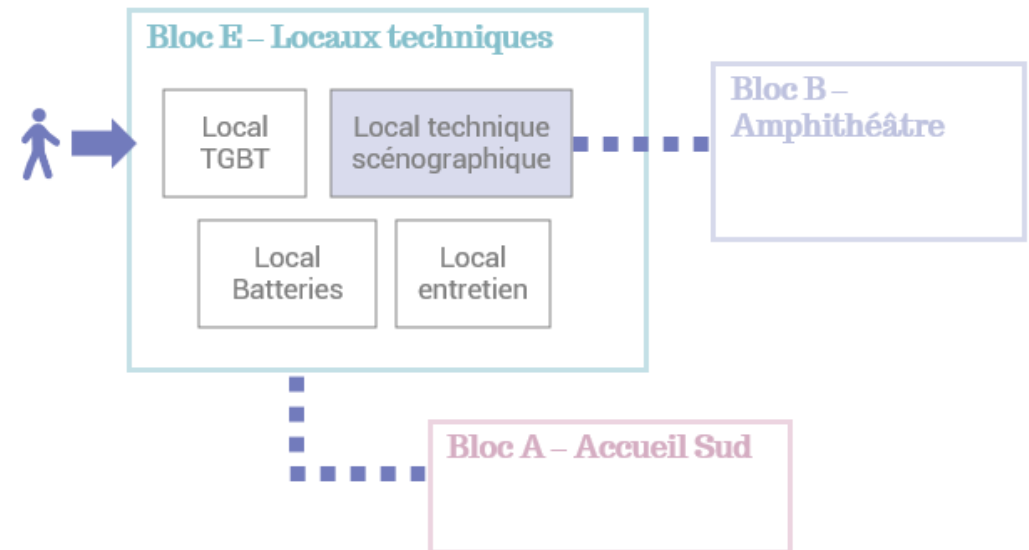 Bloc E – Locaux techniques
Local
TGBT
Local technique
scénographique
Bloc B –
Amphithéâtre
Local
Batteries
Local
entretien
Bloc A – Accueil Sud